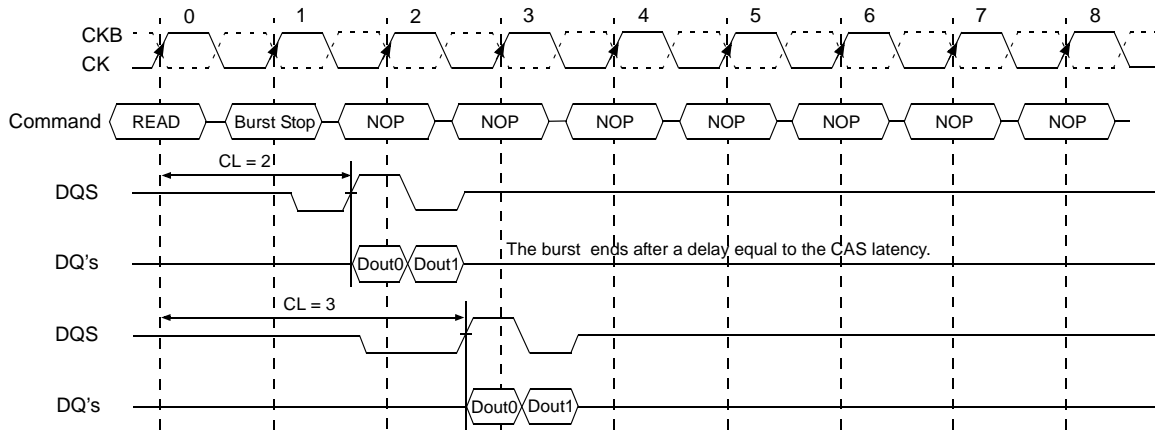 0 1 2 3 4 5 6 7 8
CKB
CK
Command READ Burst Stop NOP NOP NOP NOP NOP NOP NOP
CL = 2
DQS
DQ's Dout0 Dout1 The burst ends after a delay equal to the CAS latency.
CL = 3
DQS
DQ's Dout0 Dout1